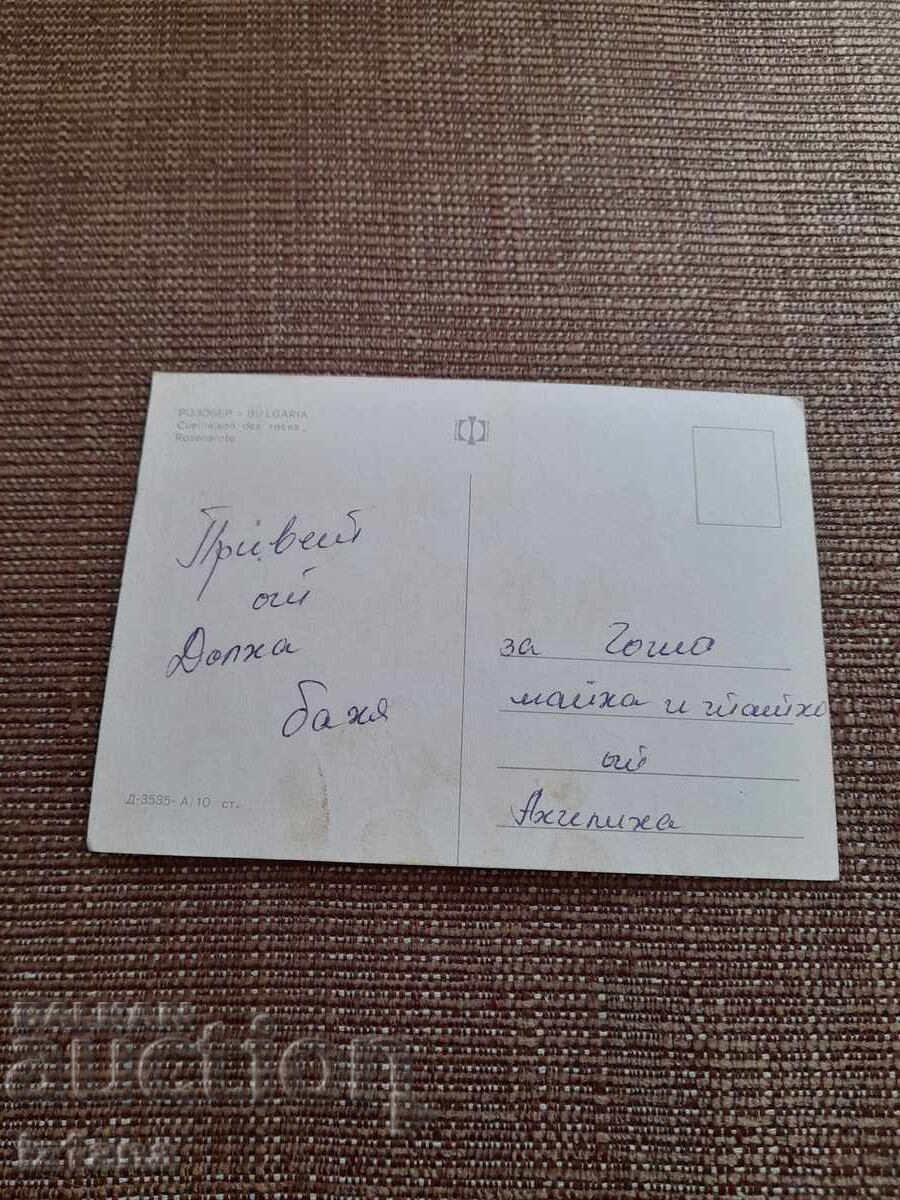 РОЗОБЕР - BULGARIA
Cueillaison des roses,
Rosenernte
Привет
от
Долна
баня
Д-3535-А/10 ст.
за Гоша
майка и татко
от
Ангелина
BALKAN
auction